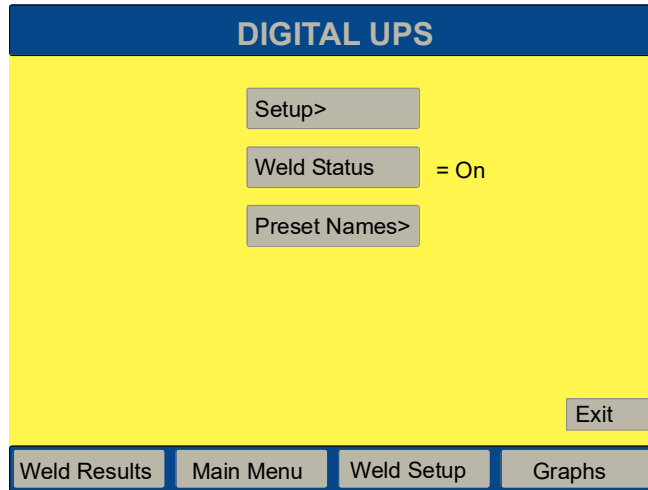 DIGITAL UPS
Setup>
Weld Status = On
Preset Names>
Exit
Weld Results Main Menu Weld Setup Graphs